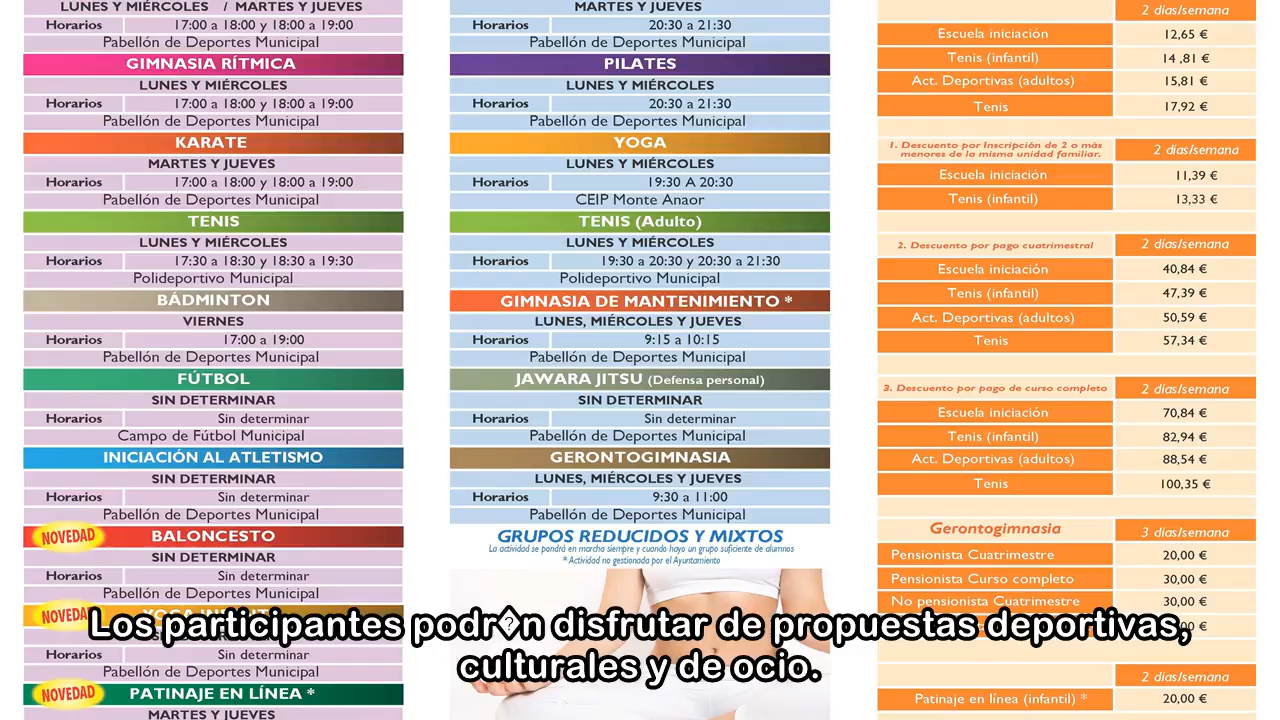 LUNES Y MIÉRCOLES / MARTES Y JUEVES
Horarios 17:00 a 18:00 y 18:00 a 19:00
Pabellón de Deportes Municipal
GIMNASIA RÍTMICA
LUNES Y MIÉRCOLES
Horarios 17:00 a 18:00 y 18:00 a 19:00
Pabellón de Deportes Municipal
KARATE
MARTES Y JUEVES
Horarios 17:00 a 18:00 y 18:00 a 19:00
Pabellón de Deportes Municipal
TENIS
LUNES Y MIÉRCOLES
Horarios 17:30 a 18:30 y 18:30 a 19:30
Polideportivo Municipal
BÁDMINTON
VIERNES
Horarios 17:00 a 19:00
Pabellón de Deportes Municipal
FÚTBOL
SIN DETERMINAR
Horarios Sin determinar
Campo de Fútbol Municipal
INICIACIÓN AL ATLETISMO
SIN DETERMINAR
Horarios Sin determinar
Pabellón de Deportes Municipal
NOVEDAD BALONCESTO
SIN DETERMINAR
Horarios Sin determinar
Pabellón de Deportes Municipal
NOVEDAD
Horarios Sin determinar
Pabellón de Deportes Municipal
NOVEDAD PATINAJE EN LÍNEA *
MARTES Y JUEVES
MARTES Y JUEVES
Horarios 20:30 a 21:30
Pabellón de Deportes Municipal
PILATES
LUNES Y MIÉRCOLES
Horarios 20:30 a 21:30
Pabellón de Deportes Municipal
YOGA
LUNES Y MIÉRCOLES
Horarios 19:30 A 20:30
CEIP Monte Anaor
TENIS (Adulto)
LUNES Y MIÉRCOLES
Horarios 19:30 a 20:30 y 20:30 a 21:30
Polideportivo Municipal
GIMNASIA DE MANTENIMIENTO *
LUNES, MIÉRCOLES Y JUEVES
Horarios 9:15 a 10:15
Pabellón de Deportes Municipal
JAWARA JITSU (Defensa personal)
SIN DETERMINAR
Horarios Sin determinar
Pabellón de Deportes Municipal
GERONTOGIMNASIA
LUNES, MIÉRCOLES Y JUEVES
Horarios 9:30 a 11:00
Pabellón de Deportes Municipal
GRUPOS REDUCIDOS Y MIXTOS
La actividad se pondrá en marcha siempre y cuando haya un grupo suficiente de alumnos
* Actividad no gestionada por el Ayuntamiento
2 días/semana
Escuela iniciación 12,65 €
Tenis (infantil) 14 ,81 €
Act. Deportivas (adultos) 15,81 €
Tenis 17,92 €
1. Descuento por Inscripción de 2 o más
menores de la misma unidad familiar. 2 días/semana
Escuela iniciación 11,39 €
Tenis (infantil) 13,33 €
2. Descuento por pago cuatrimestral 2 días/semana
Escuela iniciación 40,84 €
Tenis (infantil) 47,39 €
Act. Deportivas (adultos) 50,59 €
Tenis 57,34 €
3. Descuento por pago de curso completo 2 días/semana
Escuela iniciación 70,84 €
Tenis (infantil) 82,94 €
Act. Deportivas (adultos) 88,54 €
Tenis 100,35 €
Gerontogimnasia 3 días/semana
Pensionista Cuatrimestre 20,00 €
Pensionista Curso completo 30,00 €
No pensionista Cuatrimestre 30,00 €
2 días/semana
Patinaje en línea (infantil) * 20,00 €
Los participantes podr�n disfrutar de propuestas deportivas,
culturales y de ocio.